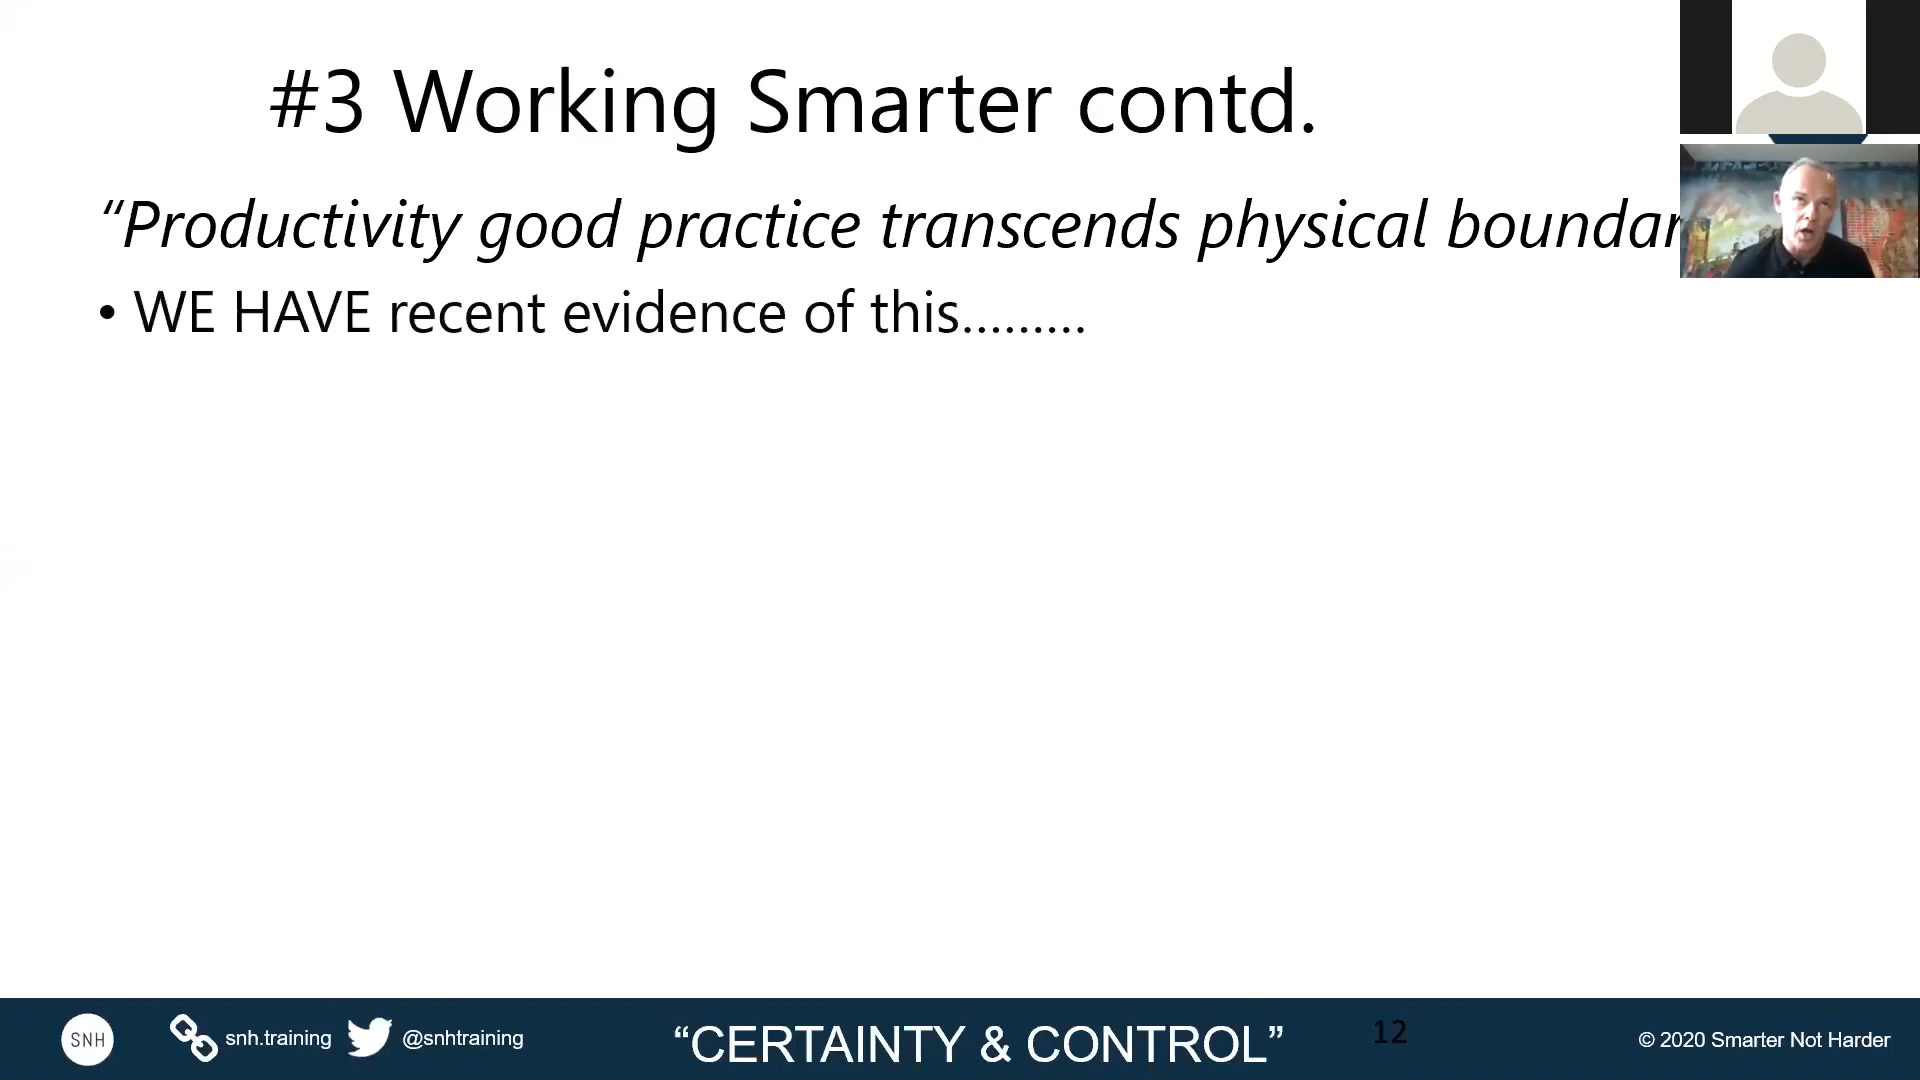 #3 Working Smarter contd.
“Productivity good practice transcends physical
• WE HAVE recent evidence of this.........
SNH
snh.training
@snhtraining
“CERTAINTY & CONTROL”
12
© 2020 Smarter Not Harder